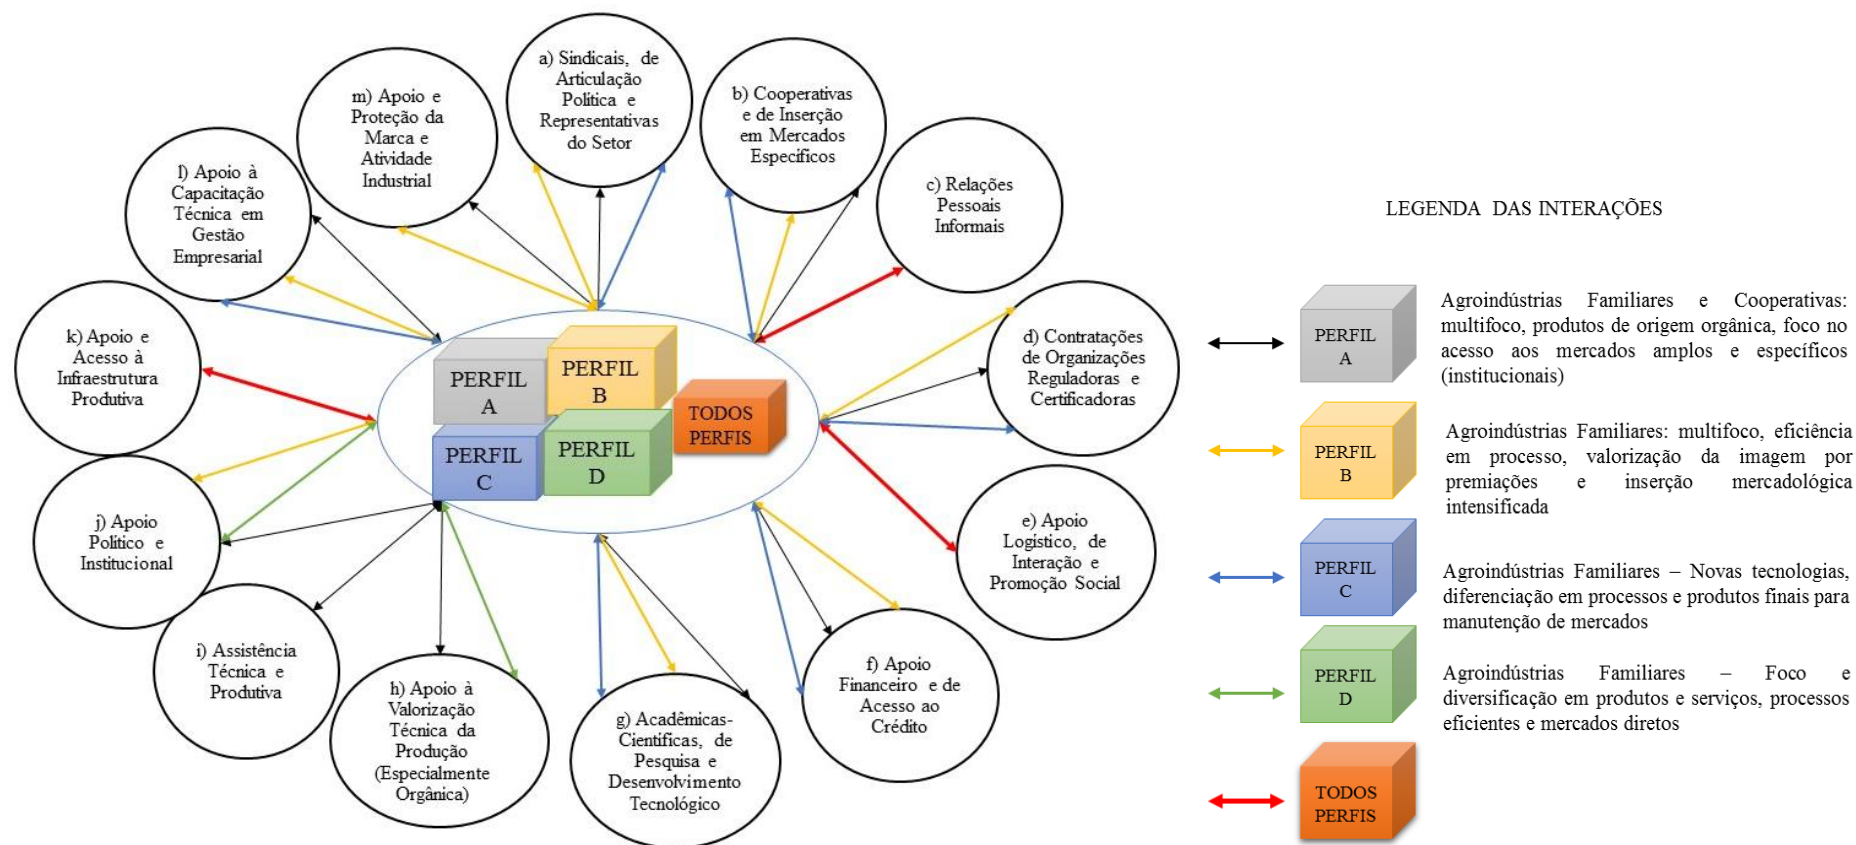 a) Sindicais, de
Articulação
Política e
Representativas
do Setor
b) Cooperativas
e de Inserção
em Mercados
Específicos
c) Relações
Pessoais
Informais
d) Contratações
de Organizações
Reguladoras e
Certificadoras
e) Apoio
Logístico, de
Interação e
Promoção Social
f) Apoio
Financeiro e de
Acesso ao
Crédito
g) Acadêmicas-
Científicas, de
Pesquisa e
Desenvolvimento
Tecnológico
h) Apoio à
Valorização
Técnica da
Produção
(Especialmente
Orgânica)
i) Assistência
Técnica e
Produtiva
j) Apoio
Político e
Institucional
k) Apoio e
Acesso à
Infraestrutura
Produtiva
l) Apoio à
Capacitação
Técnica em
Gestão
Empresarial
m) Apoio e
Proteção da
Marca e
Atividade
Industrial
PERFIL
A
PERFIL
B
PERFIL
C
PERFIL
D
TODOS
PERFIS
LEGENDA DAS INTERAÇÕES
PERFIL
A
Agroindústrias Familiares e Cooperativas:
multifoco, produtos de origem orgânica, foco no
acesso aos mercados amplos e específicos
(institucionais)
PERFIL
B
Agroindústrias Familiares: multifoco, eficiência
em processo, valorização da imagem por
premiações e inserção mercadológica
intensificada
PERFIL
C
Agroindústrias Familiares – Novas tecnologias,
diferenciação em processos e produtos finais para
manutenção de mercados
PERFIL
D
Agroindústrias Familiares – Foco e
diversificação em produtos e serviços, processos
eficientes e mercados diretos
TODOS
PERFIS